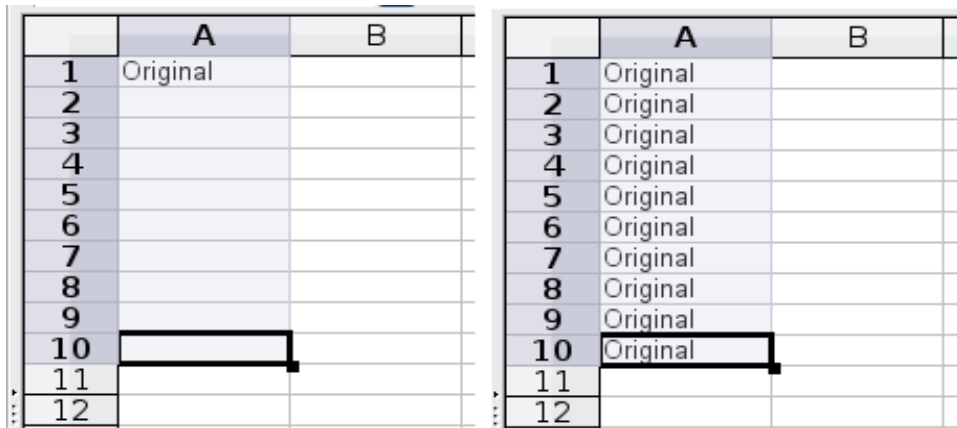 A B
1 Original
2
3
4
5
6
7
8
9
10
11
12
A B
1 Original
2 Original
3 Original
4 Original
5 Original
6 Original
7 Original
8 Original
9 Original
10 Original
11
12